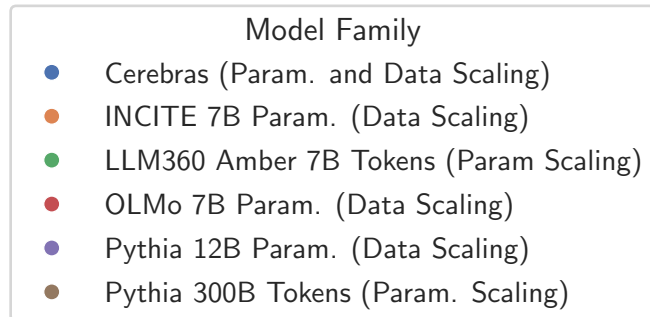 Model Family
Cerebras (Param. and Data Scaling)
INCITE 7B Param. (Data Scaling)
LLM360 Amber 7B Tokens (Param Scaling)
OLMo 7B Param. (Data Scaling)
Pythia 12B Param. (Data Scaling)
Pythia 300B Tokens (Param. Scaling)